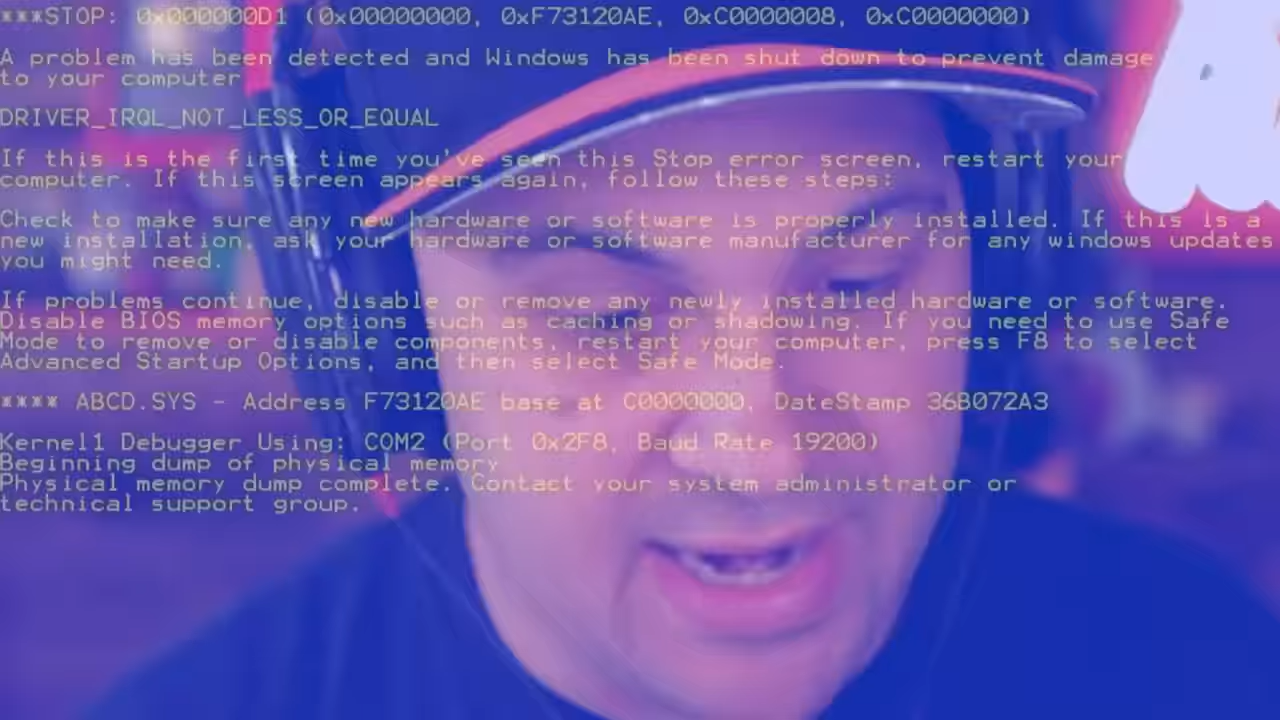 ***STOP: 0x000000D1 (0x00000000, 0xF73120AE, 0xC0000008, 0xC0000000)
A problem has been detected and Windows has been shut down to prevent damage
to your computer
DRIVER_IRQL_NOT_LESS_OR_EQUAL
If this is the first time you've seen this Stop error screen, restart your
computer. If this screen appears again, follow these steps:
Check to make sure any new hardware or software is properly installed. If this is a
new installation, ask your hardware or software manufacturer for any windows updates
you might need.
If problems continue, disable or remove any newly installed hardware or software.
Disable BIOS memory options such as caching or shadowing. If you need to use Safe
Mode to remove or disable components, restart your computer, press F8 to select
Advanced Startup Options, and then select Safe Mode.
**** ABCD.SYS - Address F73120AE base at C0000000, DateStamp 36B072A3
Kernel1 Debugger Using: COM2 (Port 0x2F8, Baud Rate 19200)
Beginning dump of physical memory
Physical memory dump complete. Contact your system administrator or
technical support group.